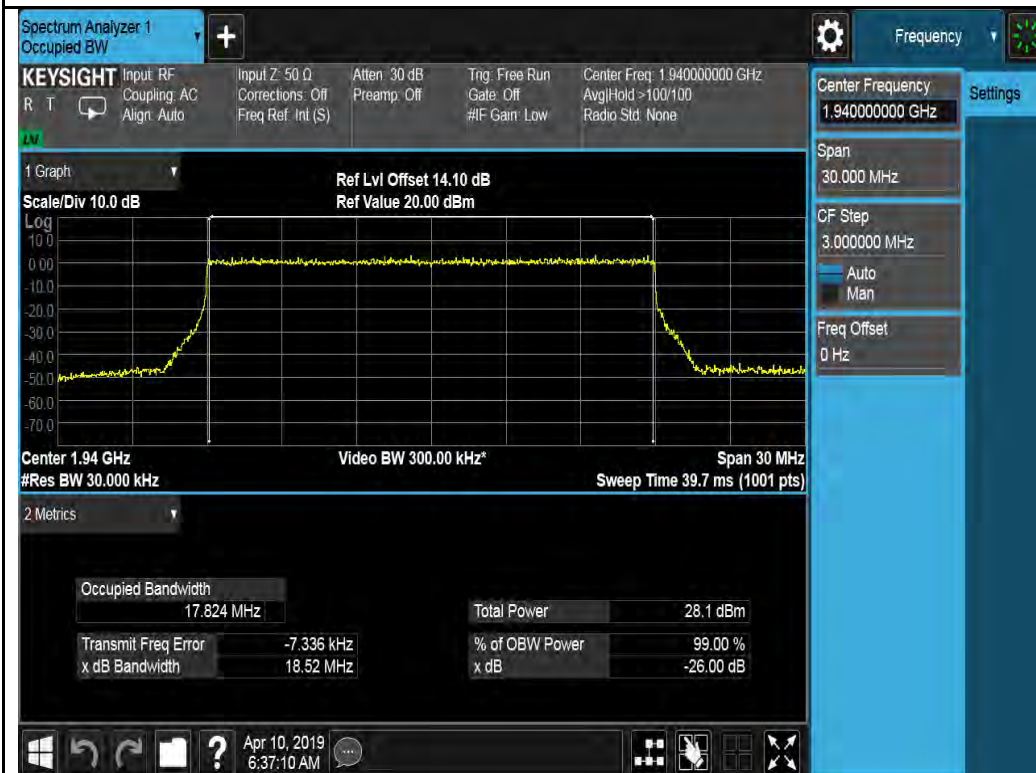 Spectrum Analyzer 1
Occupied BW
+
Frequency
KEYSIGHT
R T
LXI
Input: RF
Coupling: AC
Align: Auto
Input Z: 50 Ω
Corrections: Off
Freq Ref: Int (S)
Atten: 30 dB
Preamp: Off
Trig: Free Run
Gate: Off
#IF Gain: Low
Center Freq: 1.940000000 GHz
Avg|Hold >100/100
Radio Std: None
Center Frequency
1.940000000 GHz
Settings
Span
30.000 MHz
CF Step
3.000000 MHz
Auto
Man
Freq Offset
0 Hz
1 Graph
Scale/Div 10.0 dB
Ref Lvl Offset 14.10 dB
Ref Value 20.00 dBm
Log
10.0
0.00
-10.0
-20.0
-30.0
-40.0
-50.0
-60.0
-70.0
Center 1.94 GHz
Video BW 300.00 kHz*
Span 30 MHz
#Res BW 30.000 kHz
Sweep Time 39.7 ms (1001 pts)
2 Metrics
Occupied Bandwidth
17.824 MHz
Total Power 28.1 dBm
Transmit Freq Error -7.336 kHz
% of OBW Power 99.00 %
x dB Bandwidth 18.52 MHz
x dB -26.00 dB
?
Apr 10, 2019
6:37:10 AM